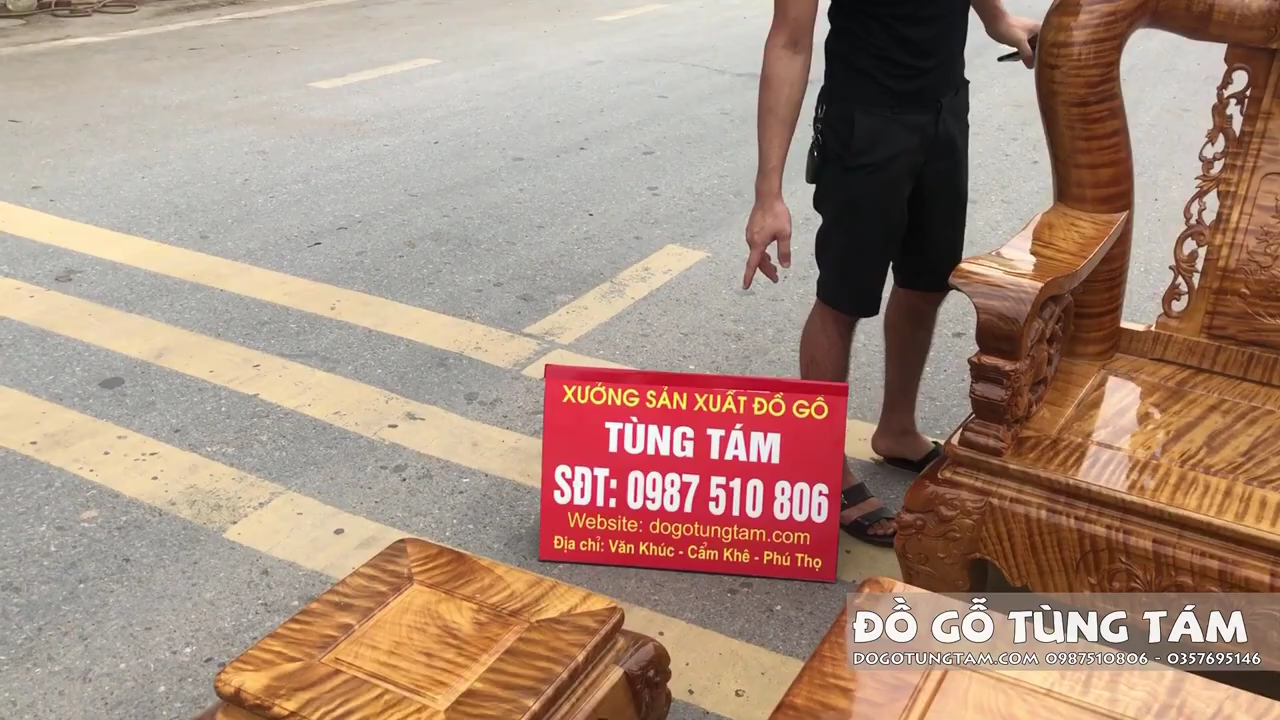 XƯỞNG SẢN XUẤT ĐỒ GỖ
TÙNG TÁM
SĐT: 0987 510 806
Website: dogotungtam.com
Địa chỉ: Văn Khúc - Cẩm Khê - Phú Thọ
ĐỒ GỖ TÙNG TÁM
DOGOTUNGTAM.COM 0987510806 - 0357695146